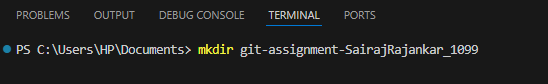 PROBLEMS OUTPUT DEBUG CONSOLE TERMINAL PORTS
PS C:\Users\HP\Documents> mkdir git-assignment-SairajRajankar_1099